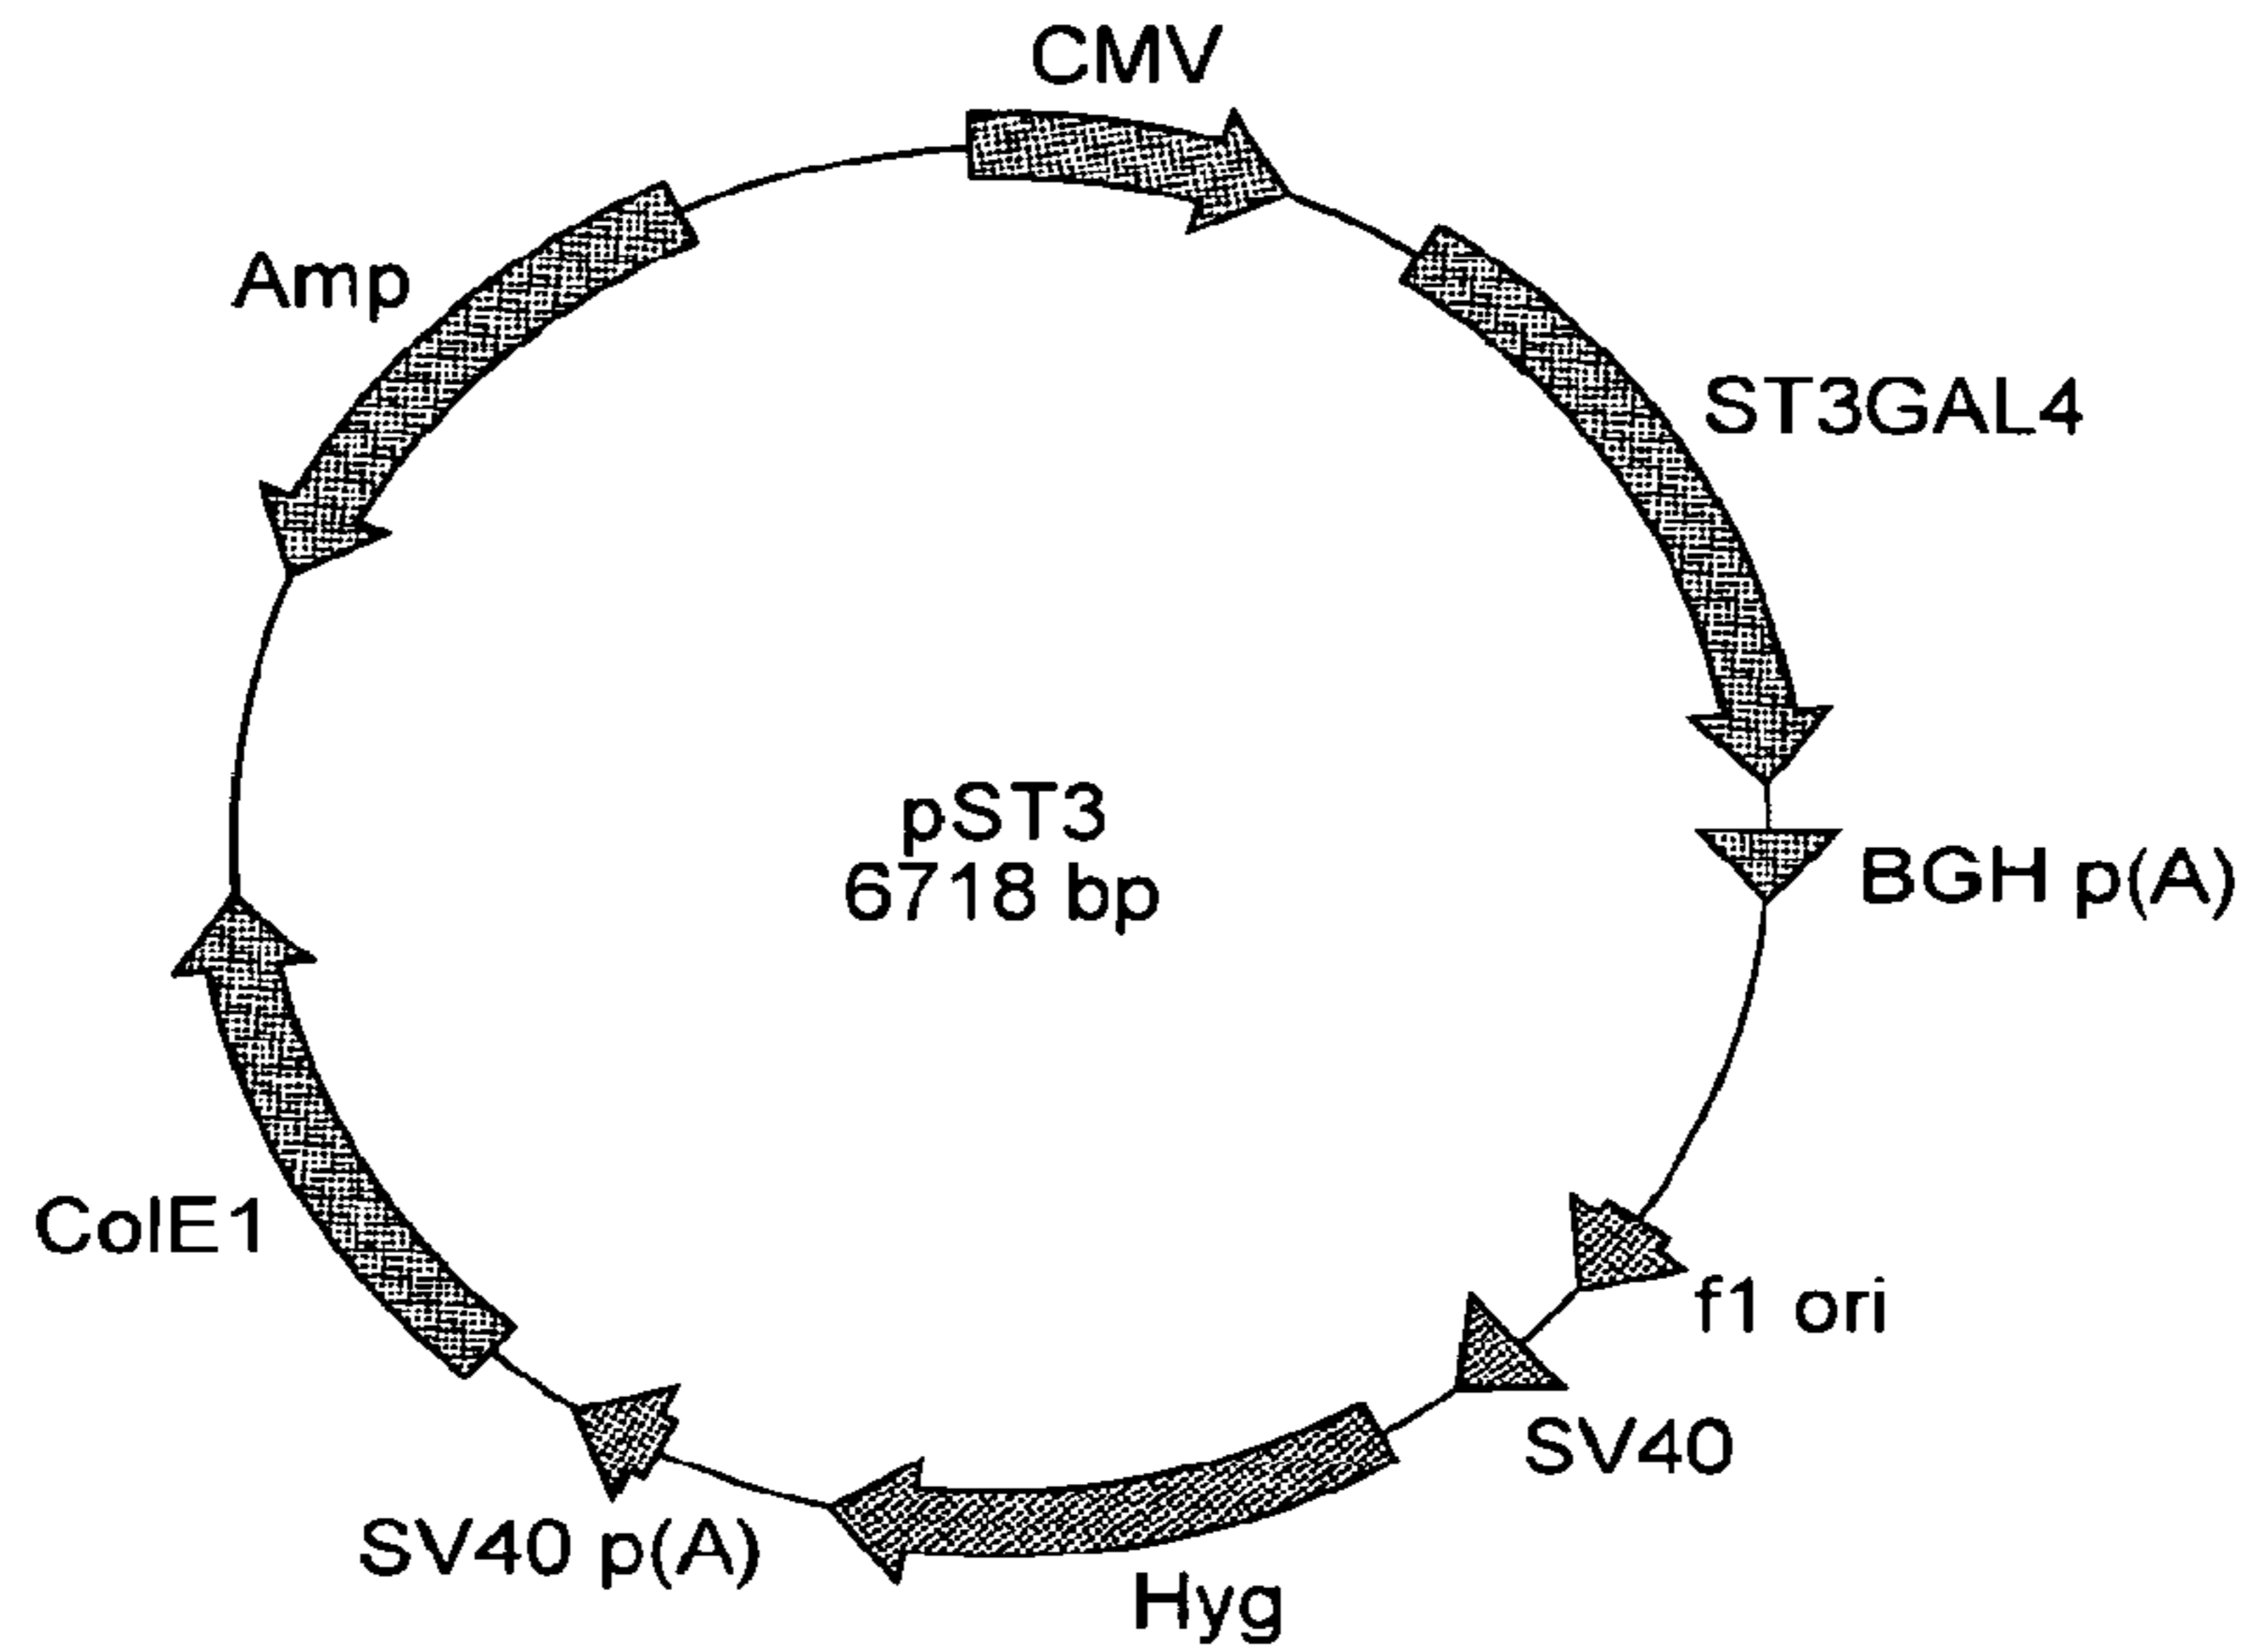 CMV
Amp
ST3GAL4
pST3
6718 bp
BGH p(A)
ColE1
f1 ori
SV40
SV40 p(A)
Hyg